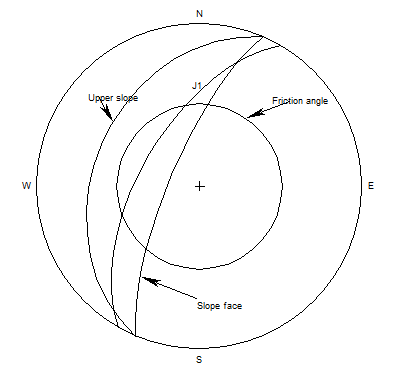 N
J1
Upper slope
Friction angle
W
E
Slope face
S